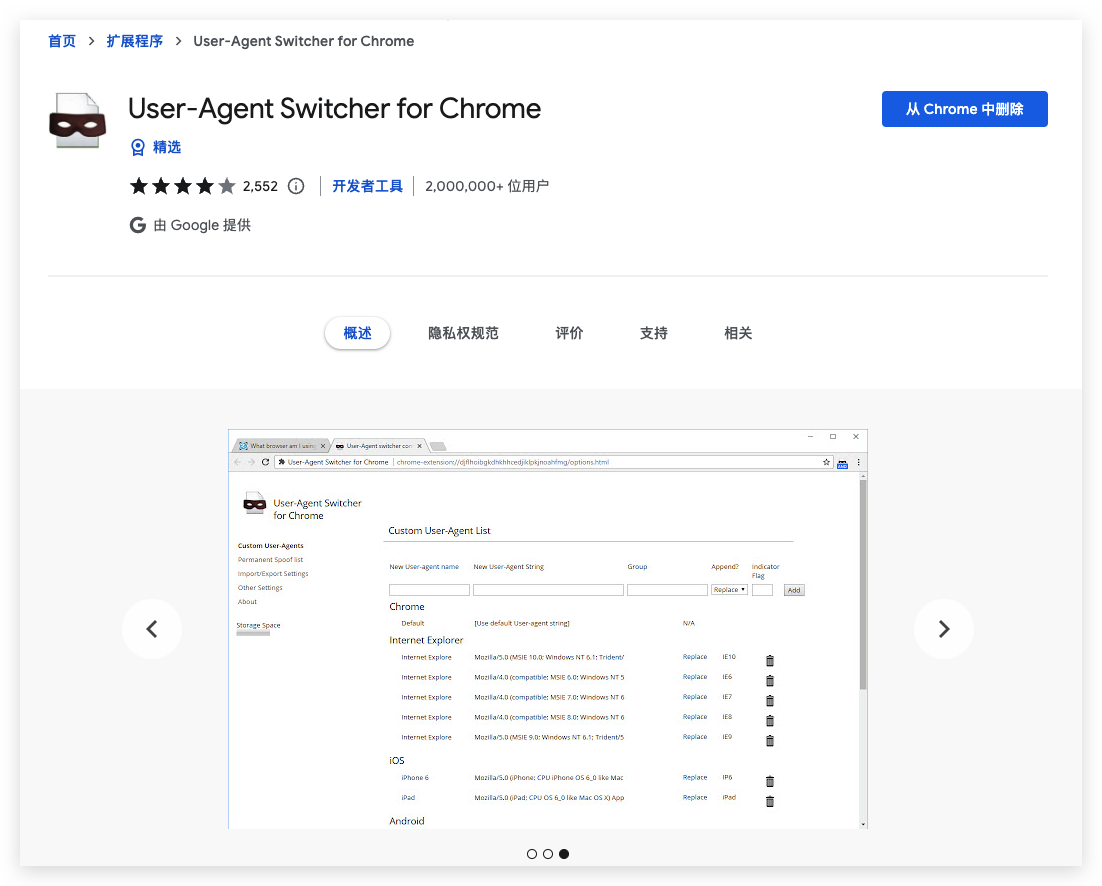 首页 > 扩展程序 > User-Agent Switcher for Chrome
User-Agent Switcher for Chrome
从 Chrome 中删除
精选
2,552 开发者工具 2,000,000+ 位用户
由 Google 提供
概述 隐私权规范 评价 支持 相关
What browser am I using User-Agent switcher con
User-Agent Switcher for Chrome chrome-extension://djflhoibgkdhkhhcedjiklpkjnoahfmg/options.html
User-Agent Switcher
for Chrome
Custom User-Agent List
Custom User-Agents
Permanent Spoof list
Import/Export Settings
Other Settings
About
Storage Space
New User-agent name New User-Agent String Group Append? Indicator
Flag
Replace Add
Chrome
Default [Use default User-agent string] N/A
Internet Explorer
Internet Explore Mozilla/5.0 (MSIE 10.0; Windows NT 6.1; Trident/ Replace IE10
Internet Explore Mozilla/4.0 (compatible; MSIE 6.0; Windows NT 5 Replace IE6
Internet Explore Mozilla/4.0 (compatible; MSIE 7.0; Windows NT 6 Replace IE7
Internet Explore Mozilla/4.0 (compatible; MSIE 8.0; Windows NT 6 Replace IE8
Internet Explore Mozilla/5.0 (MSIE 9.0; Windows NT 6.1; Trident/5 Replace IE9
iOS
iPhone 6 Mozilla/5.0 (iPhone; CPU iPhone OS 6_0 like Mac Replace IP6
iPad Mozilla/5.0 (iPad; CPU OS 6_0 like Mac OS X) App Replace iPad
Android